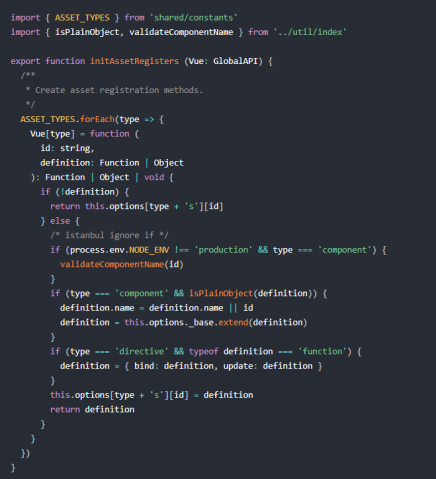 import { ASSET_TYPES } from 'shared/constants'
import { isPlainObject, validateComponentName } from '../util/index'

export function initAssetRegisters (Vue: GlobalAPI) {
  /**
   * Create asset registration methods.
   */
  ASSET_TYPES.forEach(type => {
    Vue[type] = function (
      id: string,
      definition: Function | Object
    ): Function | Object | void {
      if (!definition) {
        return this.options[type + 's'][id]
      } else {
        /* istanbul ignore if */
        if (process.env.NODE_ENV !== 'production' && type === 'component') {
          validateComponentName(id)
        }
        if (type === 'component' && isPlainObject(definition)) {
          definition.name = definition.name || id
          definition = this.options._base.extend(definition)
        }
        if (type === 'directive' && typeof definition === 'function') {
          definition = { bind: definition, update: definition }
        }
        this.options[type + 's'][id] = definition
        return definition
      }
    }
  })
}